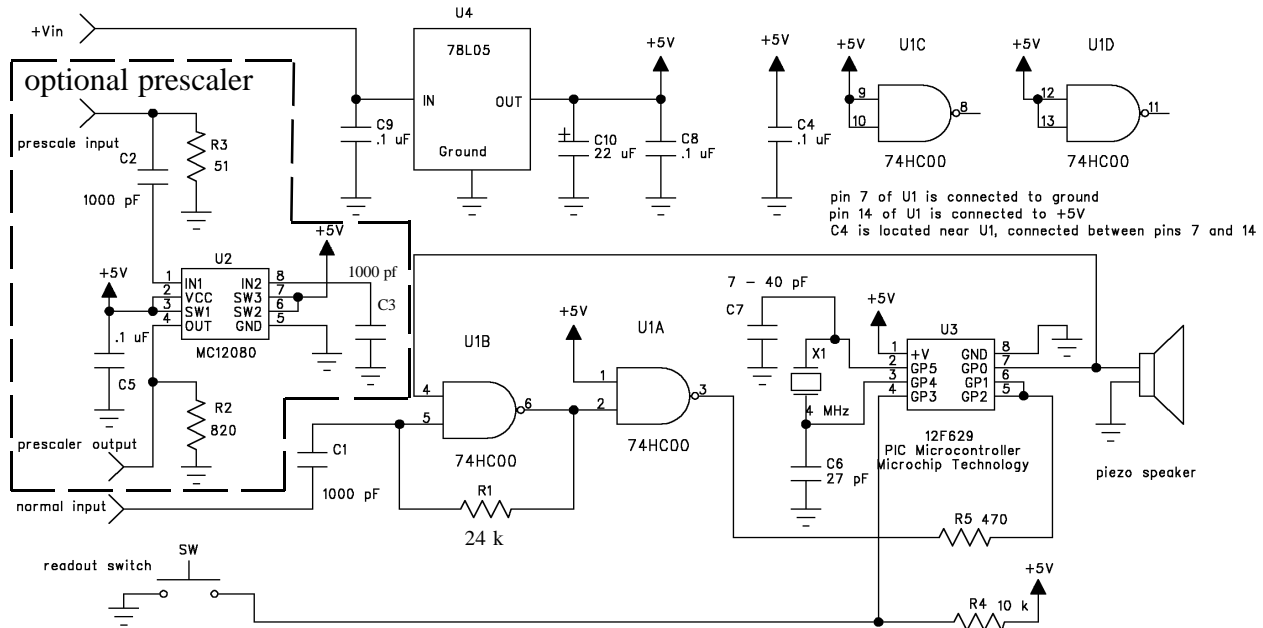 +Vin
U4
78L05
IN
OUT
Ground
C9
.1 uF
+
C10
22 uF
+5V
C8
.1 uF
+5V
C4
.1 uF
+5V
U1C
9
10
8
74HC00
+5V
U1D
12
13
11
74HC00
pin 7 of U1 is connected to ground
pin 14 of U1 is connected to +5V
C4 is located near U1, connected between pins 7 and 14
optional prescaler
prescale input
C2
1000 pF
R3
51
+5V
U2
1 IN1
2 VCC
3 SW1
4 OUT
IN2 8
SW3 7
SW2 6
GND 5
MC12080
+5V
.1 uF
C5
1000 pf
C3
R2
820
prescaler output
normal input
C1
1000 pF
U1B
4
5
6
74HC00
R1
24 k
+5V
U1A
1
2
3
74HC00
7 - 40 pF
C7
X1
4 MHz
C6
27 pF
+5V
U3
1 +V
2 GP5
3 GP4
4 GP3
GND 8
GP0 7
GP1 6
GP2 5
12F629
PIC Microcontroller
Microchip Technology
piezo speaker
R5 470
readout switch
SW
R4 10 k
+5V